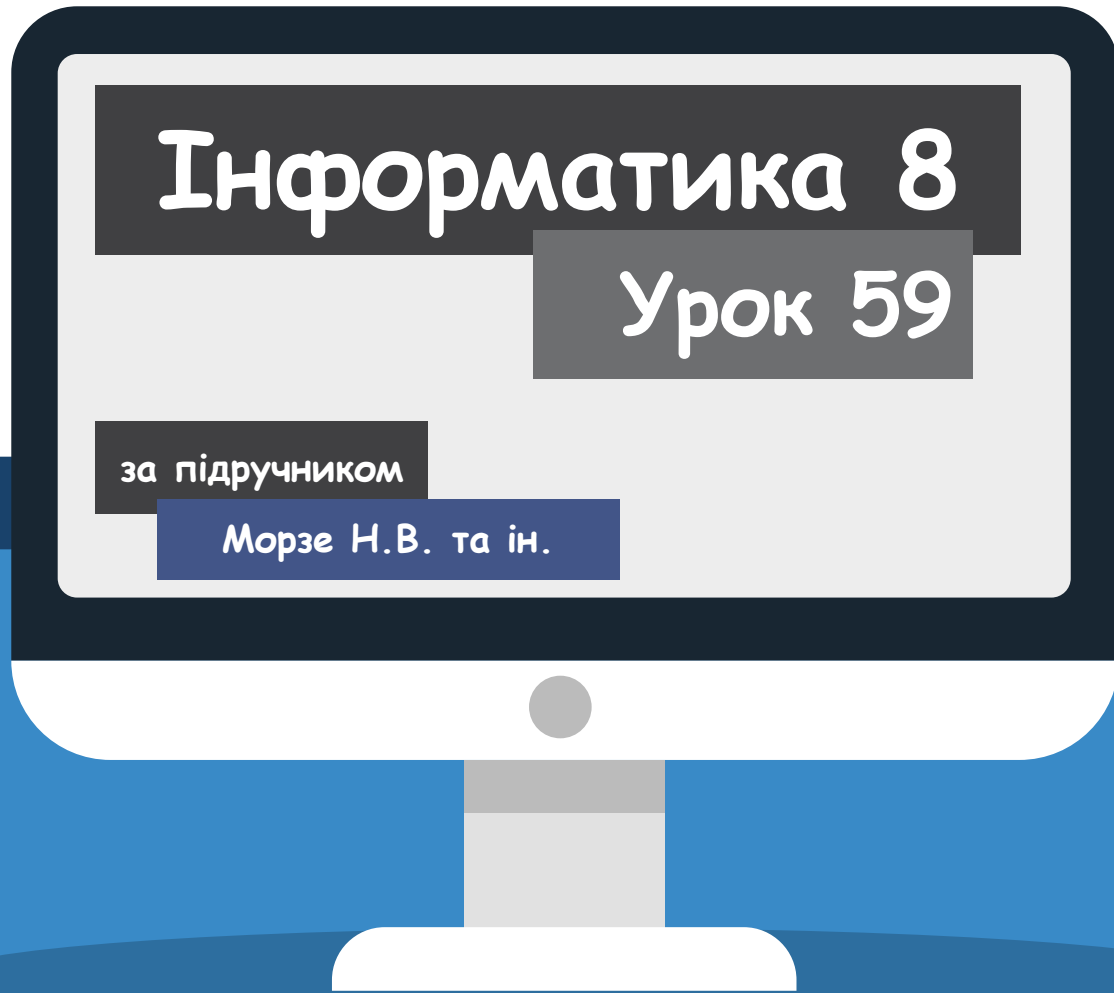 Інформатика 8
Урок 59
за підручником
Морзе Н.В. та ін.